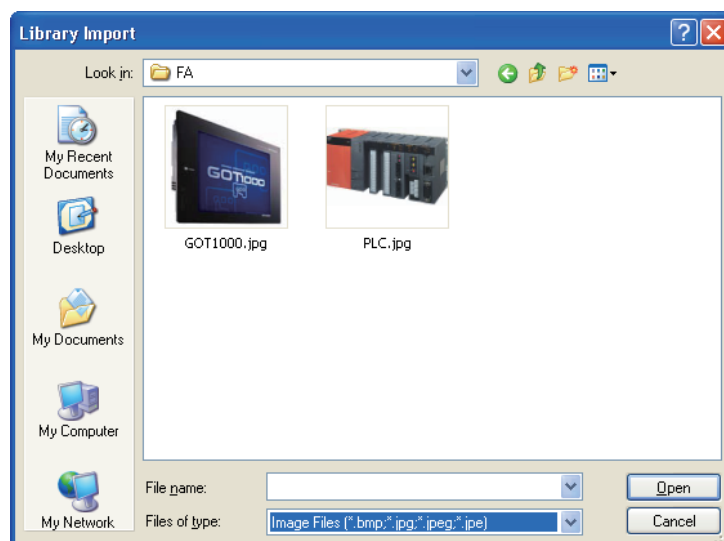 Library Import
Look in: FA
My Recent
Documents
Desktop
My Documents
My Computer
My Network
GOT1000
GOT1000.jpg
PLC.jpg
File name:
Open
Files of type: Image Files (*.bmp;*.jpg;*.jpeg;*.jpe)
Cancel